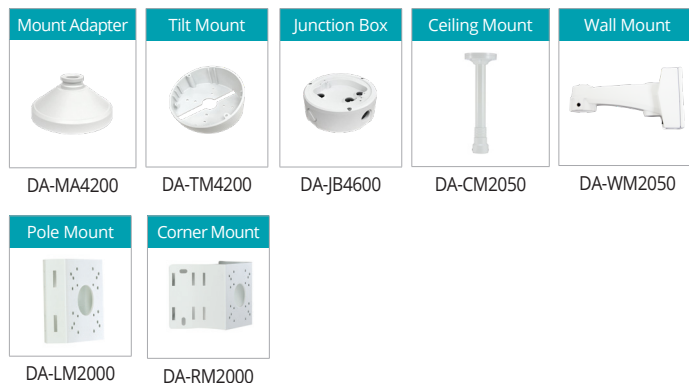 Mount Adapter
Tilt Mount
Junction Box
Ceiling Mount
Wall Mount
DA-MA4200
DA-TM4200
DA-JB4600
DA-CM2050
DA-WM2050
Pole Mount
Corner Mount
DA-LM2000
DA-RM2000